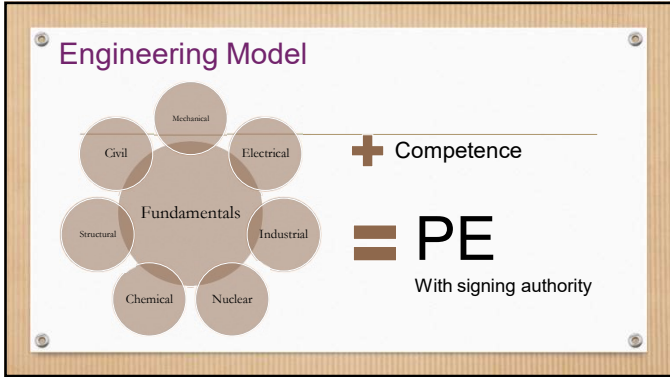 Engineering Model
Mechanical
Civil
Electrical
Fundamentals
Structural
Industrial
Chemical
Nuclear
+ Competence
= PE
With signing authority